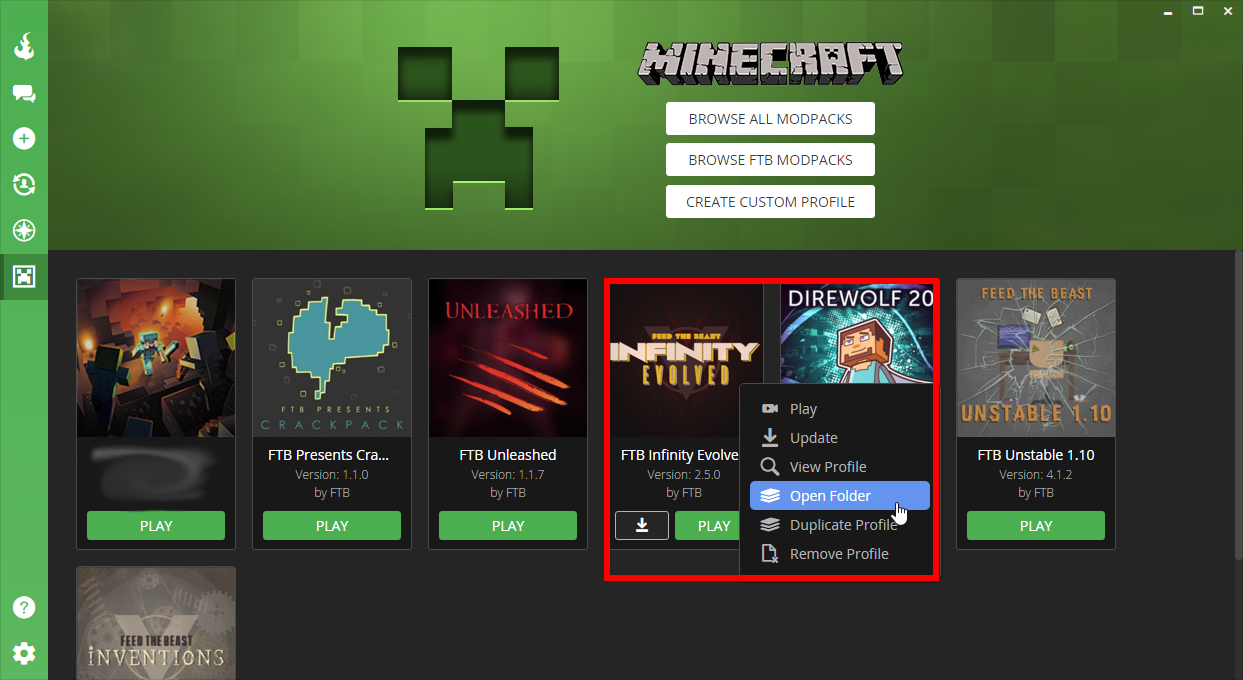 MINECRAFT
BROWSE ALL MODPACKS
BROWSE FTB MODPACKS
CREATE CUSTOM PROFILE
FTB PRESENTS
CRACKPACK
UNLEASHED
FEED THE BEAST
INFINITY
EVOLVED
DIREWOLF 20
FEED THE BEAST
UNSTABLE 1.10
FTB Presents Cra...
Version: 1.1.0
by FTB
PLAY
FTB Unleashed
Version: 1.1.7
by FTB
PLAY
FTB Infinity Evolve
Version: 2.5.0
by FTB
PLAY
Play
Update
View Profile
Open Folder
Duplicate Profile
Remove Profile
FTB Unstable 1.10
Version: 4.1.2
by FTB
PLAY
PLAY
FEED THE BEAST
INVENTIONS
?